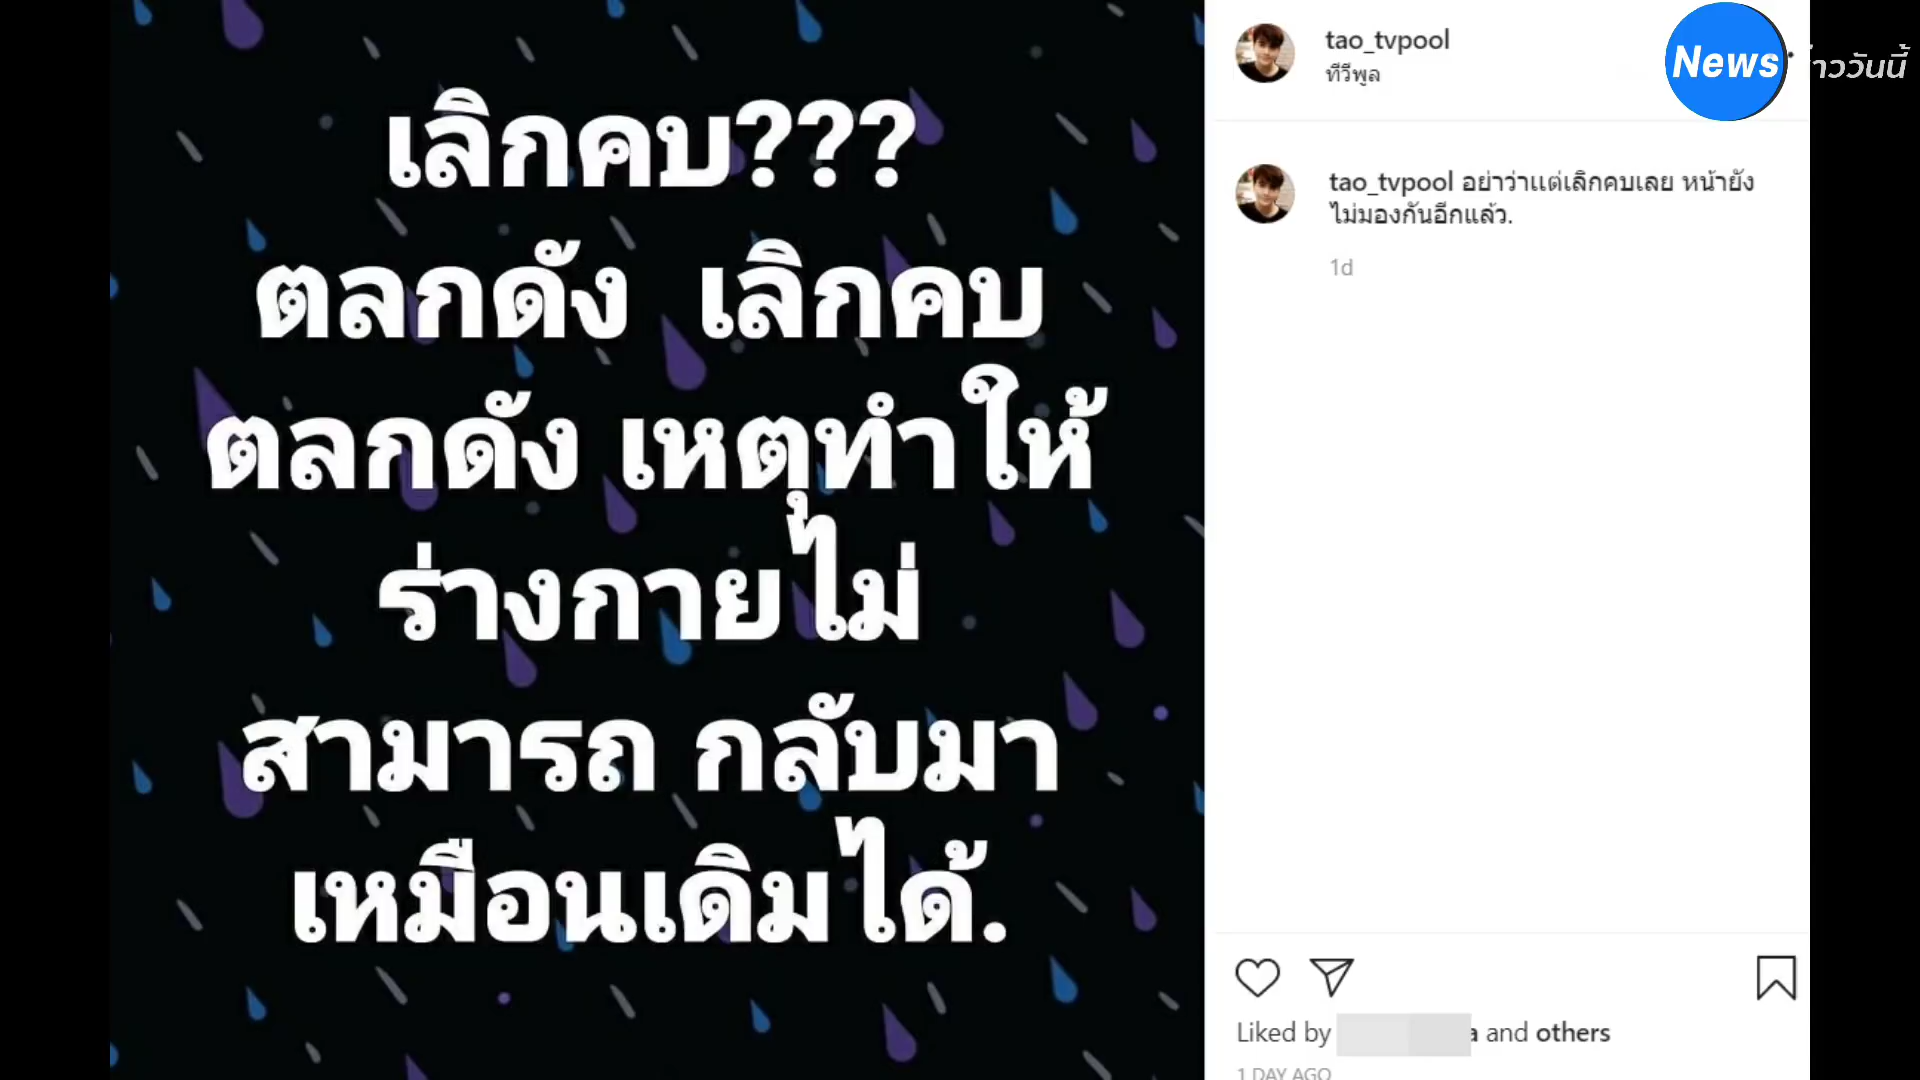 เลิกคบ???
ตลกดัง เลิกคบ
ตลกดัง เหตุทำให้
ร่างกายไม่
สามารถ กลับมา
เหมือนเดิมได้.
tao_tvpool
ทีวีพูล
News
าววันนี้
tao_tvpool อย่าว่าแต่เลิกคบเลย หน้ายัง
ไม่มองกันอีกแล้ว.
1d
Liked by a and others
1 DAY AGO